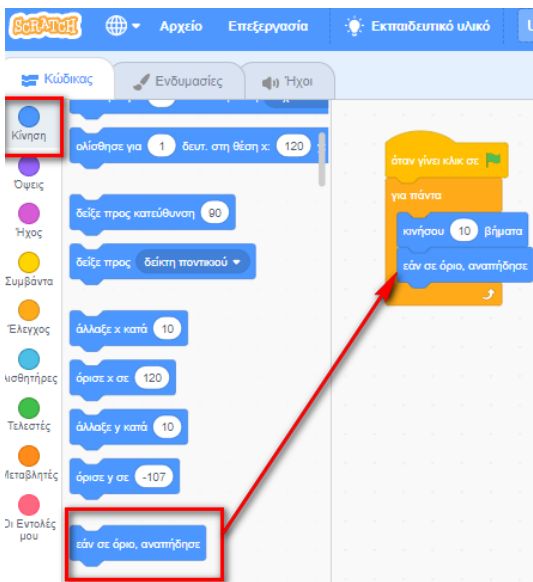 SCRATCH Αρχείο Επεξεργασία Εκπαιδευτικό υλικό
Κώδικας Ενδυμασίες Ήχοι
Κίνηση
Όψεις
Ήχος
Συμβάντα
Έλεγχος
ισθητήρες
Τελεστές
Μεταβλητές
Οι Εντολές
μου
ολίσθησε για 1 δευτ. στη θέση x: 120
δείξε προς κατεύθυνση 90
δείξε προς δείκτη ποντικιού
άλλαξε x κατά 10
όρισε x σε 120
άλλαξε y κατά 10
όρισε y σε -107
εάν σε όριο, αναπήδησε
όταν γίνει κλικ σε
για πάντα
κινήσου 10 βήματα
εάν σε όριο, αναπήδησε